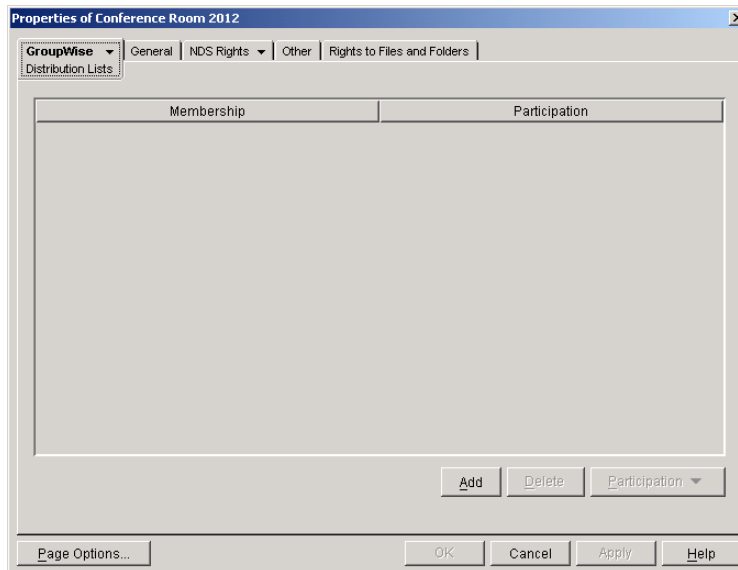 Properties of Conference Room 2012
GroupWise General NDS Rights Other Rights to Files and Folders
Distribution Lists
Membership Participation
Add Delete Participation
Page Options... OK Cancel Apply Help